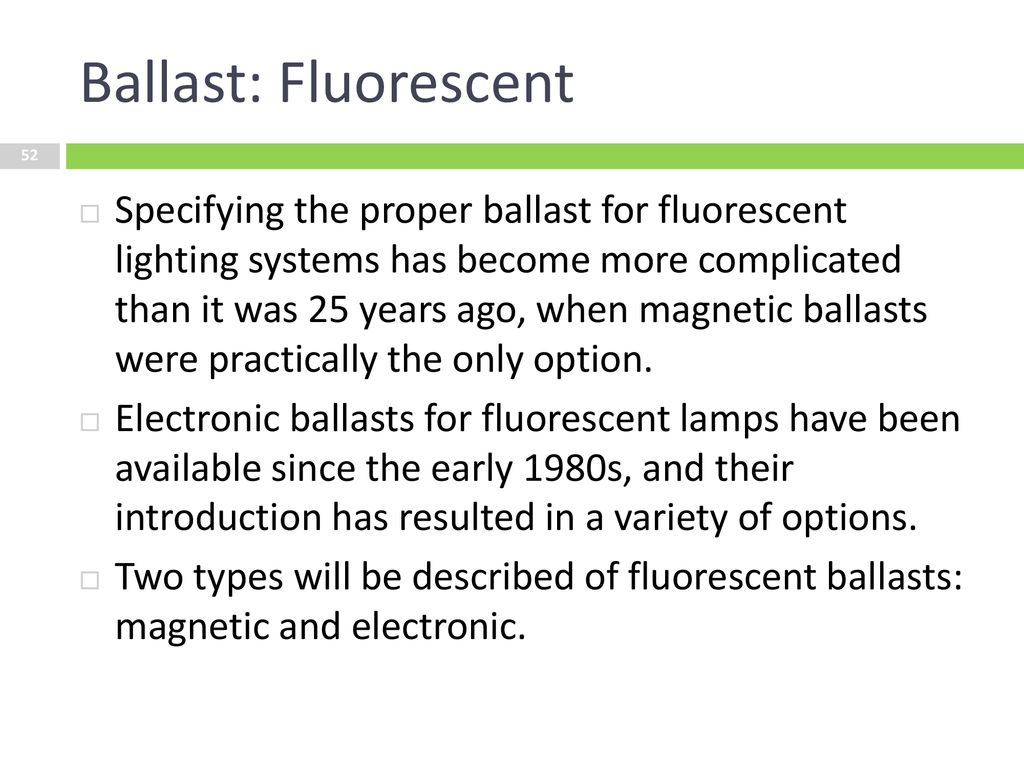 Ballast: Fluorescent
52
Specifying the proper ballast for fluorescent
lighting systems has become more complicated
than it was 25 years ago, when magnetic ballasts
were practically the only option.
Electronic ballasts for fluorescent lamps have been
available since the early 1980s, and their
introduction has resulted in a variety of options.
Two types will be described of fluorescent ballasts:
magnetic and electronic.